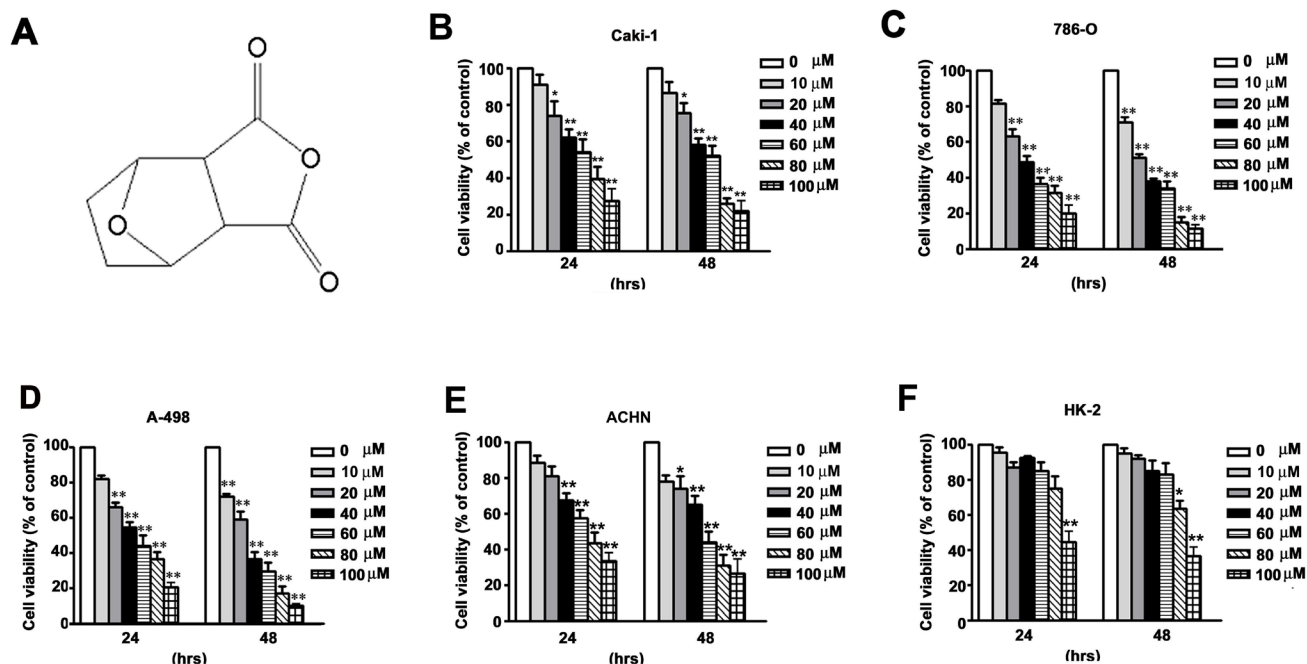 A
O
O
O
O
B
Caki-1
Cell viability (% of control)
100
80
60
40
20
0
* ** ** ** **
* ** ** ** **
24 48
(hrs)
0 μM
10 μM
20 μM
40 μM
60 μM
80 μM
100 μM
C
786-O
Cell viability (% of control)
100
80
60
40
20
0
** ** ** ** **
** ** ** ** ** **
24 48
(hrs)
0 μM
10 μM
20 μM
40 μM
60 μM
80 μM
100 μM
D
A-498
Cell viability (% of control)
100
80
60
40
20
0
** ** ** ** **
** ** ** ** ** **
24 48
(hrs)
0 μM
10 μM
20 μM
40 μM
60 μM
80 μM
100 μM
E
ACHN
Cell viability (% of control)
100
80
60
40
20
0
** ** ** **
* ** ** ** **
24 48
(hrs)
0 μM
10 μM
20 μM
40 μM
60 μM
80 μM
100 μM
F
HK-2
Cell viability (% of control)
100
80
60
40
20
0
**
* **
24 48
(hrs)
0 μM
10 μM
20 μM
40 μM
60 μM
80 μM
100 μM